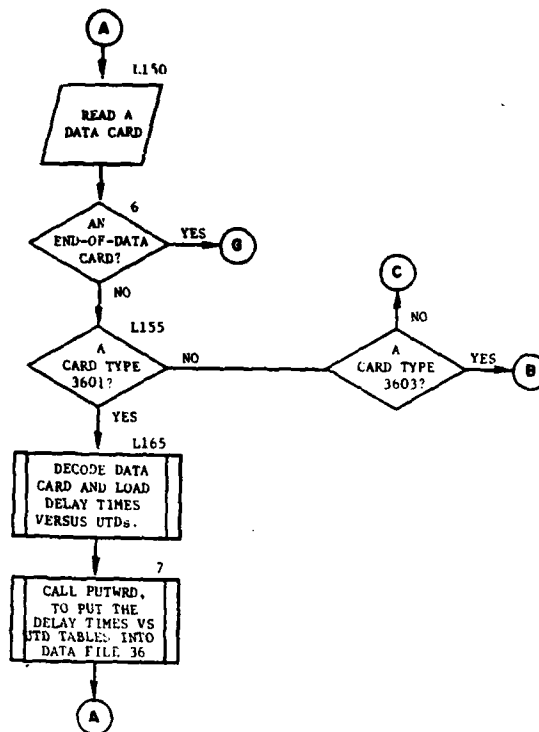 A
L150
READ A
DATA CARD
6
AN
END-OF-DATA
CARD?
YES
G
NO
L155
A
CARD TYPE
3601?
NO
C
NO
A
CARD TYPE
3603?
YES
B
YES
L165
DECODE DATA
CARD AND LOAD
DELAY TIMES
VERSUS UTDs.
7
CALL PUTWRD,
TO PUT THE
DELAY TIMES VS
UTD TABLES INTO
DATA FILE 36
A